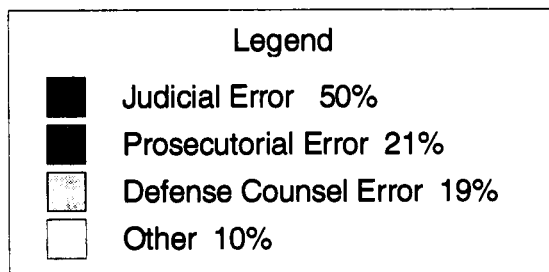 Legend
Judicial Error 50%
Prosecutorial Error 21%
Defense Counsel Error 19%
Other 10%